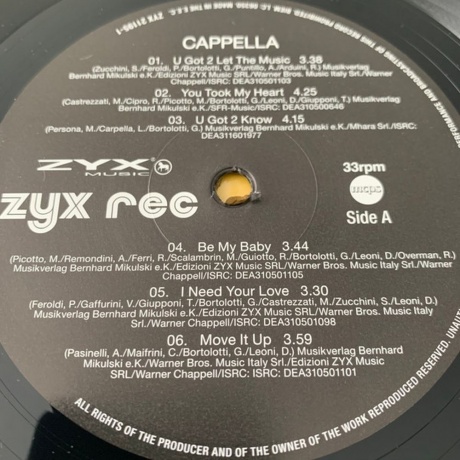 CAPPELLA
01. U Got 2 Let The Music 3.38
(Zucchini, S./Feroldi, P./Bortolotti, G./Puntillo, A./Arduini, R.) Musikverlag
Bernhard Mikulski e.K./Edizioni ZYX Music SRL/Warner Bros. Music Italy Srl/Warner
Chappell/ISRC: DEA310501103
02. You Took My Heart 4.25
(Castrezzati, M./Cipro, R./Picotto, M./Bortolotti, G./Leoni, D./Giupponi, T.) Musikverlag
Bernhard Mikulski e.K./SFR-Music/ISRC: DEA310500646
03. U Got 2 Know 4.15
(Persona, M./Carpella, L./Bortolotti, G.) Musikverlag Bernhard Mikulski e.K./Mhara Srl/ISRC:
DEA311601977
ZYX
MUSIC
33rpm
mcps
zyx rec
Side A
04. Be My Baby 3.44
(Picotto, M./Remondini, A./Ferri, R./Scalambrin, M./Guiotto, R./Bortolotti, G./Leoni, D./Overman, R.)
Musikverlag Bernhard Mikulski e.K./Edizioni ZYX Music SRL/Warner Bros. Music Italy Srl./Warner
Chappell/ISRC: DEA310501105
05. I Need Your Love 3.30
(Feroldi, P./Gaffurini, V./Giupponi, T./Bortolotti, G./Castrezzati, M./Zucchini, S./Leoni, D.)
Musikverlag Bernhard Mikulski e.K./Edizioni ZYX Music SRL/Warner Bros. Music Italy
Srl./Warner Chappell/ISRC: DEA310501098
06. Move It Up 3.59
(Pasinelli, A./Maifrini, C./Bortolotti, G./Leoni, D.) Musikverlag Bernhard
Mikulski e.K./Warner Bros. Music Italy Srl./Edizioni ZYX Music
SRL/Warner Chappell/ISRC: ISRC: DEA310501101
ALL RIGHTS OF THE PRODUCER AND OF THE OWNER OF THE WORK REPRODUCED RESERVED.